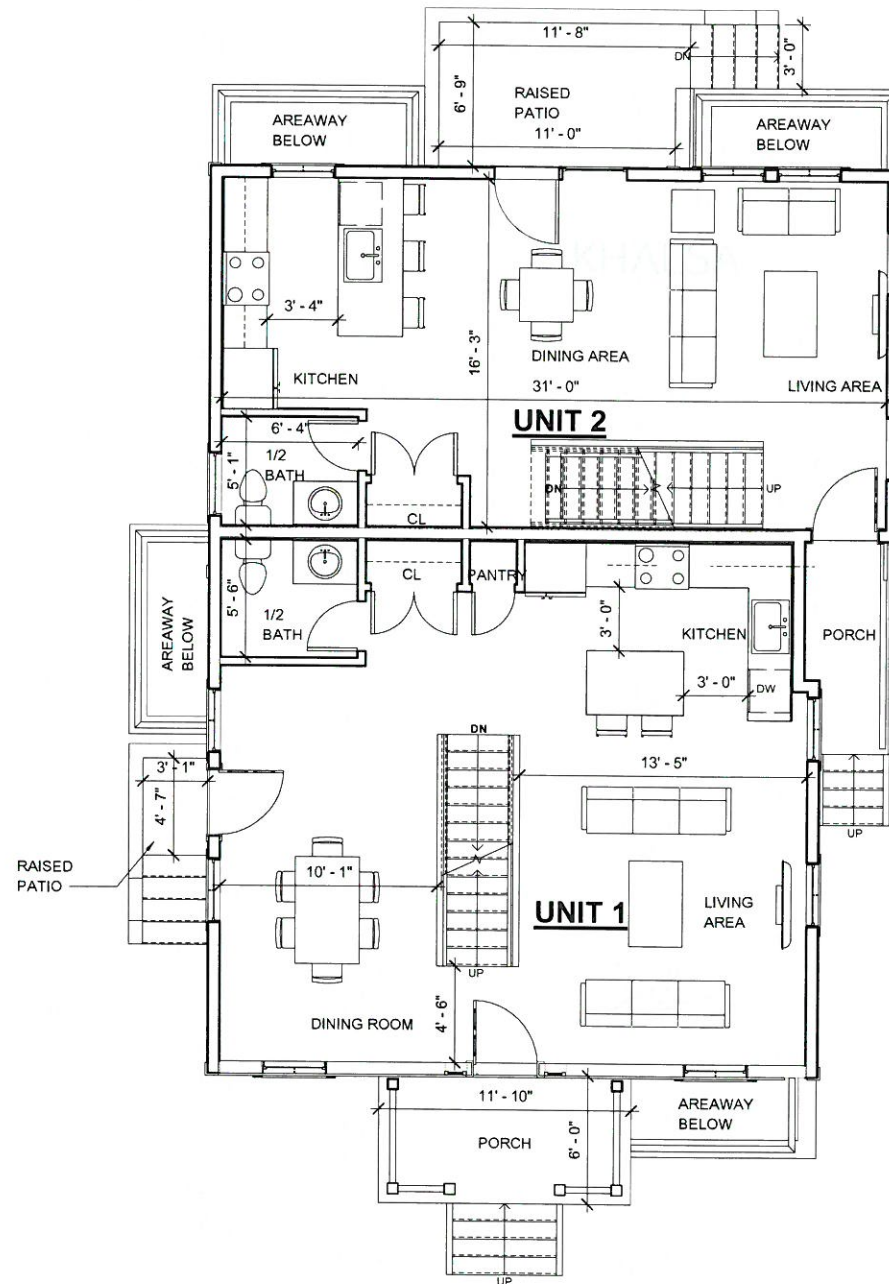 11' - 8"
DN
3' - 0"
6' - 9"
RAISED
PATIO
11' - 0"
AREAWAY
BELOW
AREAWAY
BELOW
3' - 4"
16' - 3"
DINING AREA
KITCHEN
LIVING AREA
31' - 0"
UNIT 2
6' - 4"
1/2
BATH
5' - 1"
DN
UP
CL
CL
PANTRY
5' - 6"
1/2
BATH
AREAWAY
BELOW
3' - 0"
KITCHEN
PORCH
3' - 0"
DW
DN
13' - 5"
3' - 1"
4' - 7"
UP
RAISED
PATIO
10' - 1"
UNIT 1
LIVING
AREA
UP
4' - 6"
DINING ROOM
11' - 10"
AREAWAY
BELOW
PORCH
6' - 0"
UP